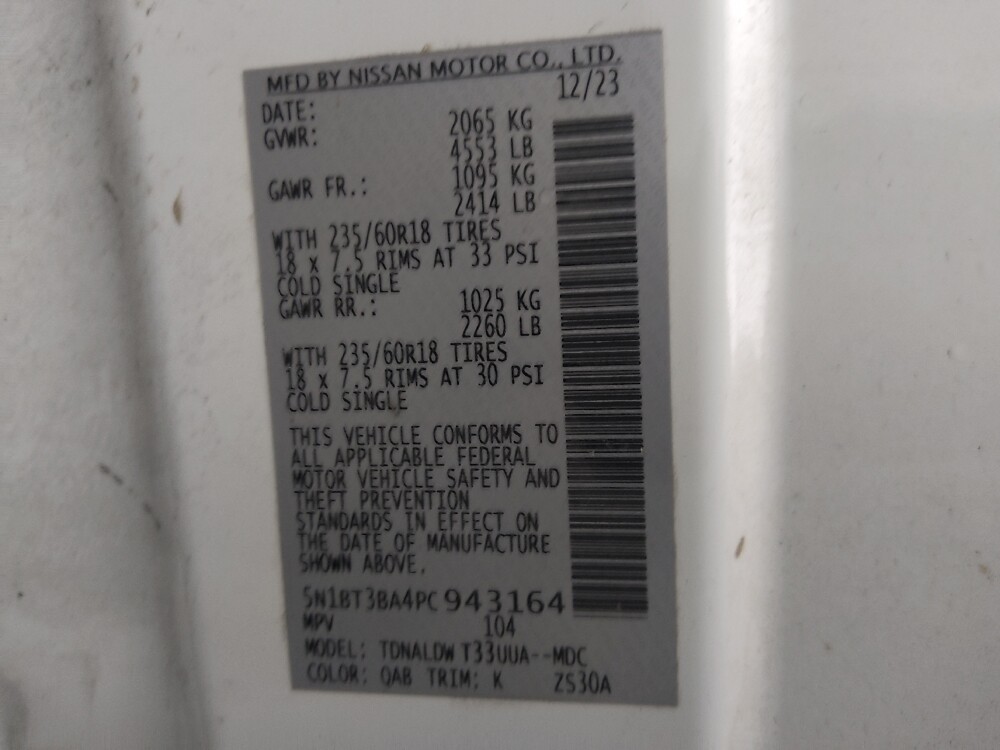 MFD BY NISSAN MOTOR CO., LTD.
DATE: 12/23
GVWR: 2065 KG
4553 LB
GAWR FR.: 1095 KG
2414 LB
WITH 235/60R18 TIRES
18 x 7.5 RIMS AT 33 PSI
COLD SINGLE
GAWR RR.: 1025 KG
2260 LB
WITH 235/60R18 TIRES
18 x 7.5 RIMS AT 30 PSI
COLD SINGLE
THIS VEHICLE CONFORMS TO
ALL APPLICABLE FEDERAL
MOTOR VEHICLE SAFETY AND
THEFT PREVENTION
STANDARDS IN EFFECT ON
THE DATE OF MANUFACTURE
SHOWN ABOVE.
5N1BT3BA4PC943164
MPV 104
MODEL: TDNALDW T33UUA--MDC
COLOR: QAB TRIM: K ZS30A